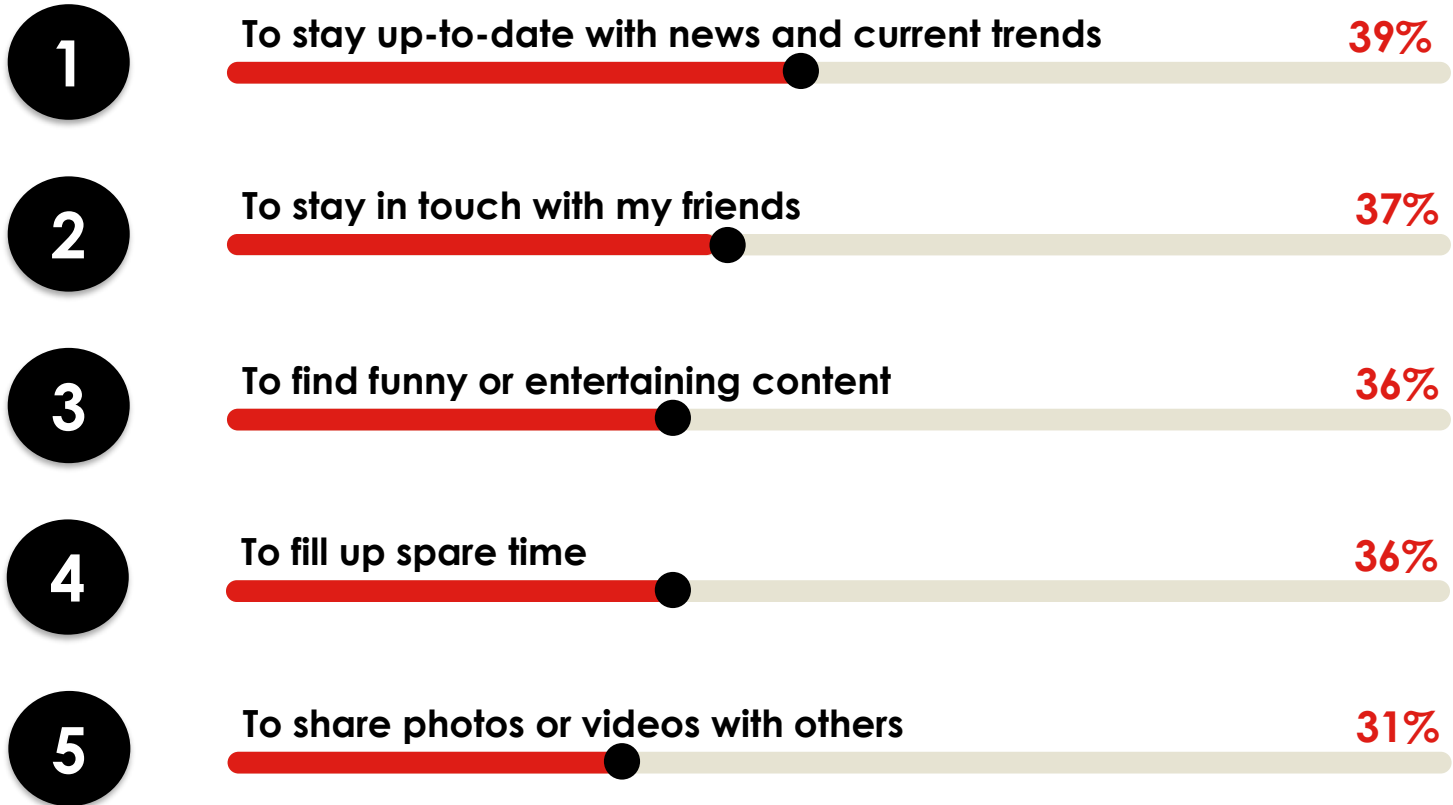 1
To stay up-to-date with news and current trends 39%
2
To stay in touch with my friends 37%
3
To find funny or entertaining content 36%
4
To fill up spare time 36%
5
To share photos or videos with others 31%